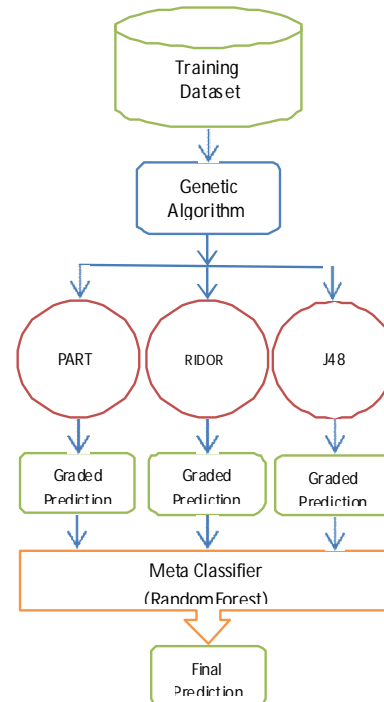 Training
Dataset
Genetic
Algorithm
PART
RIDOR
J48
Graded
Prediction
Graded
Prediction
Graded
Prediction
Meta Classifier
(RandomForest)
Final
Prediction